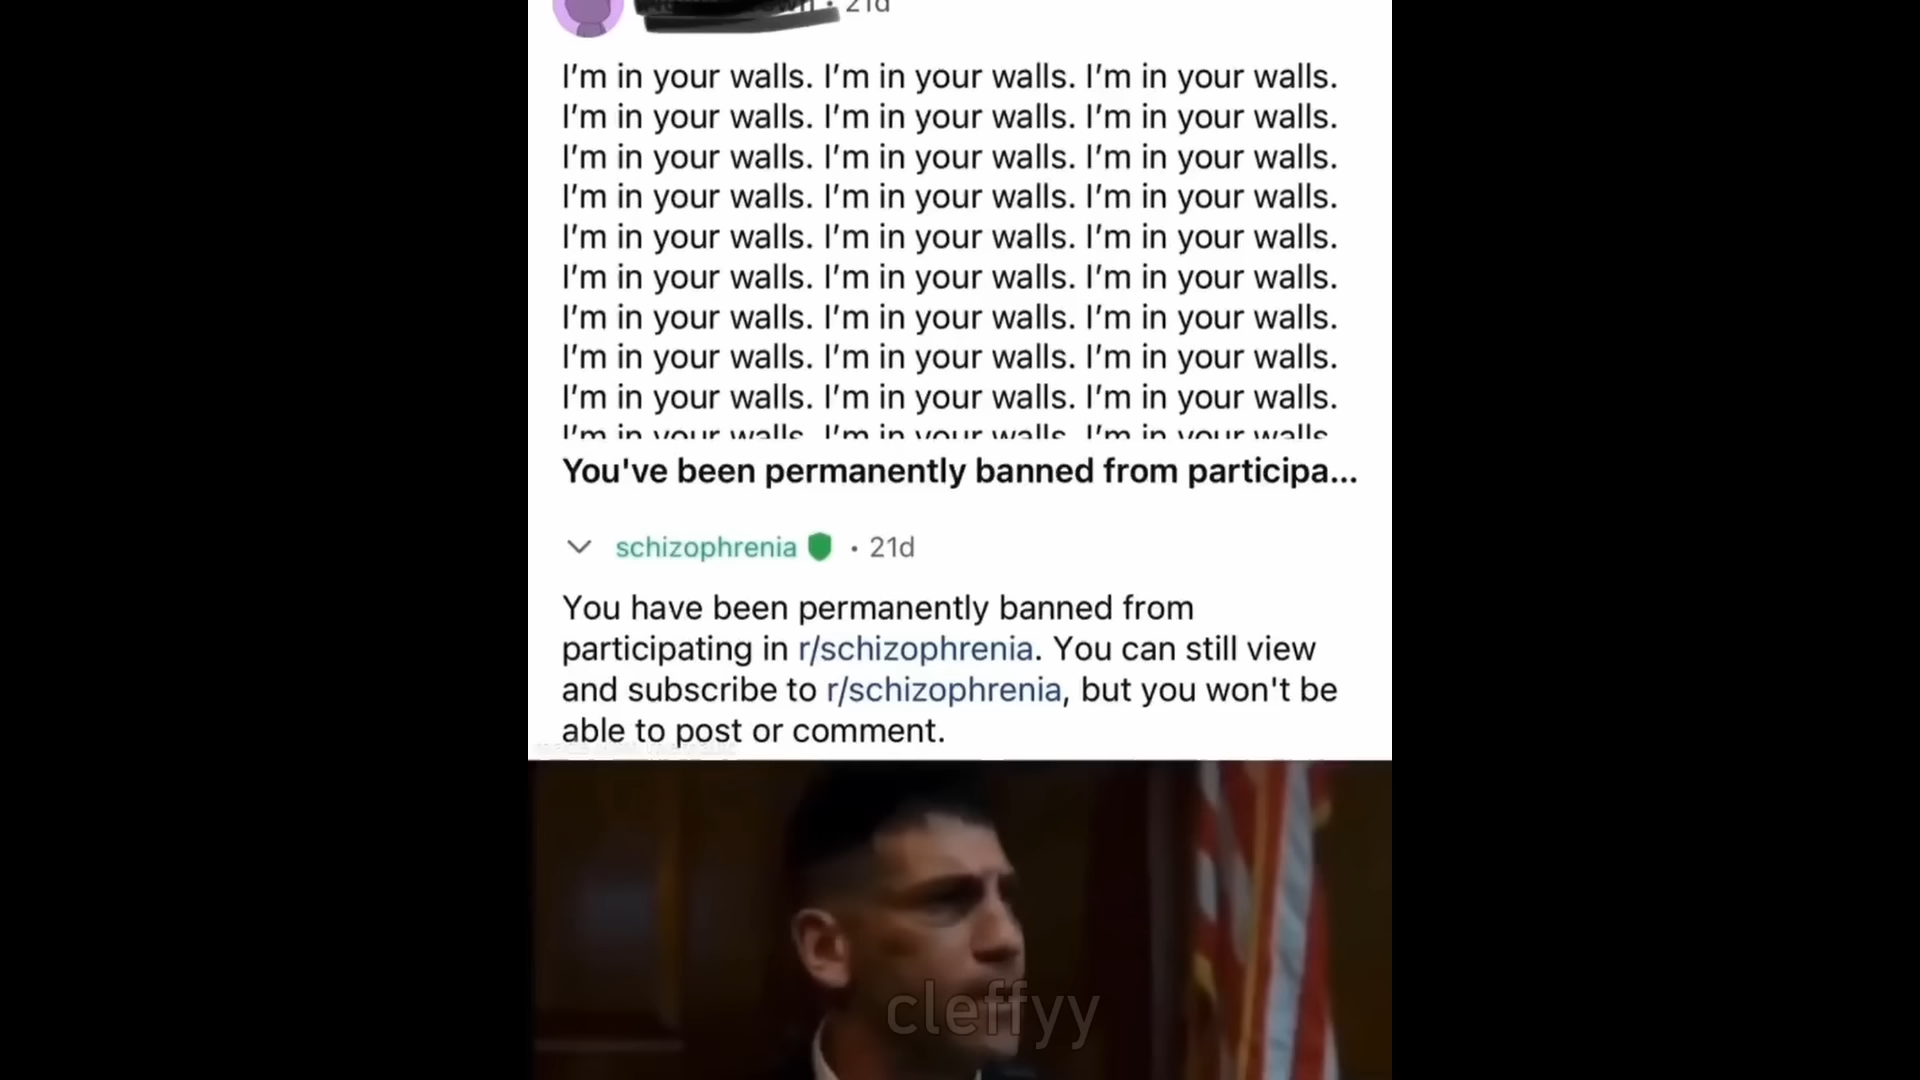 21d
I'm in your walls. I'm in your walls. I'm in your walls.
I'm in your walls. I'm in your walls. I'm in your walls.
I'm in your walls. I'm in your walls. I'm in your walls.
I'm in your walls. I'm in your walls. I'm in your walls.
I'm in your walls. I'm in your walls. I'm in your walls.
I'm in your walls. I'm in your walls. I'm in your walls.
I'm in your walls. I'm in your walls. I'm in your walls.
I'm in your walls. I'm in your walls. I'm in your walls.
I'm in your walls. I'm in your walls. I'm in your walls.
I'm in your walls. I'm in your walls. I'm in your walls
You've been permanently banned from participa...
schizophrenia • 21d
You have been permanently banned from
participating in r/schizophrenia. You can still view
and subscribe to r/schizophrenia, but you won't be
able to post or comment.
cleffyy